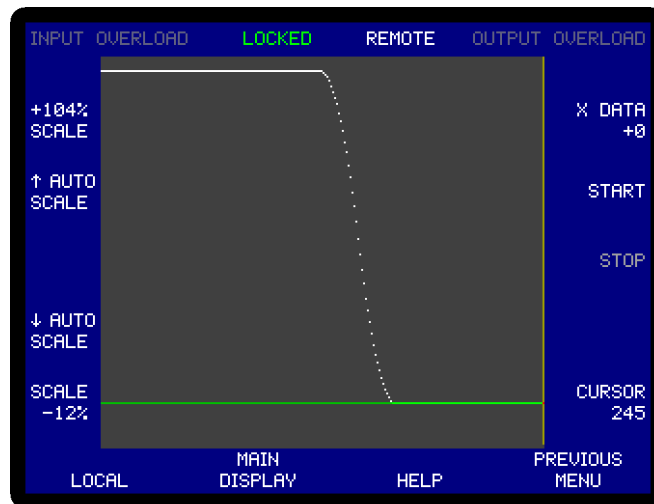 INPUT OVERLOAD LOCKED REMOTE OUTPUT OVERLOAD
+104%
SCALE
X DATA
+0
↑ AUTO
SCALE
START
STOP
↓ AUTO
SCALE
SCALE
-12%
CURSOR
245
LOCAL
MAIN
DISPLAY
HELP
PREVIOUS
MENU